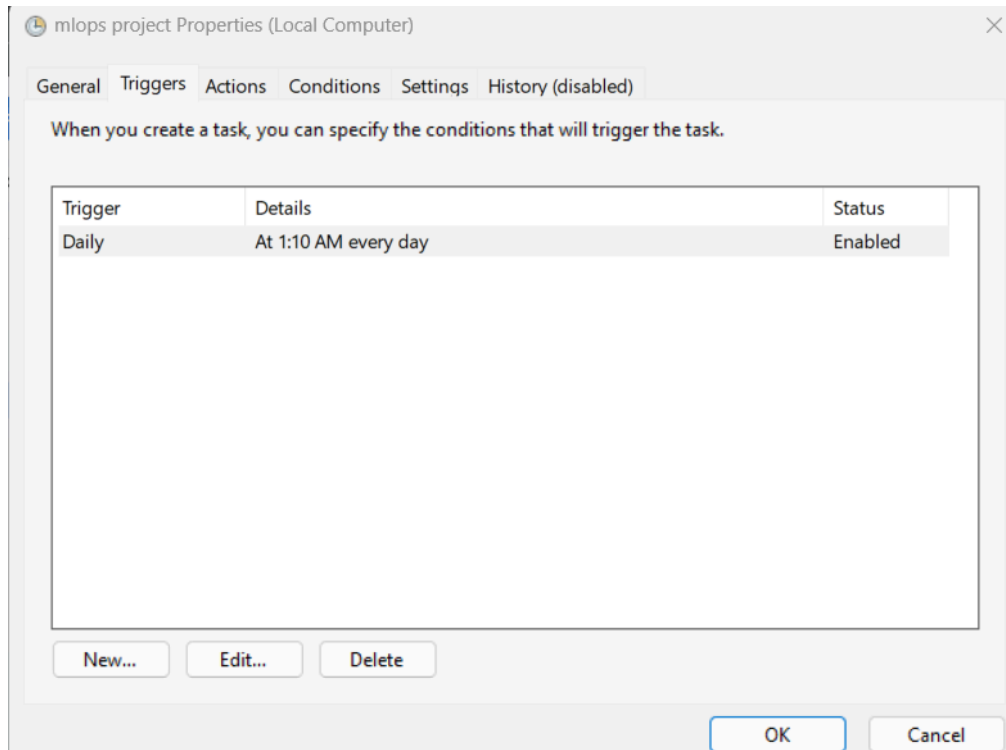 mlops project Properties (Local Computer)
General Triggers Actions Conditions Settings History (disabled)
When you create a task, you can specify the conditions that will trigger the task.
Trigger Details Status
Daily At 1:10 AM every day Enabled
New... Edit... Delete
OK Cancel